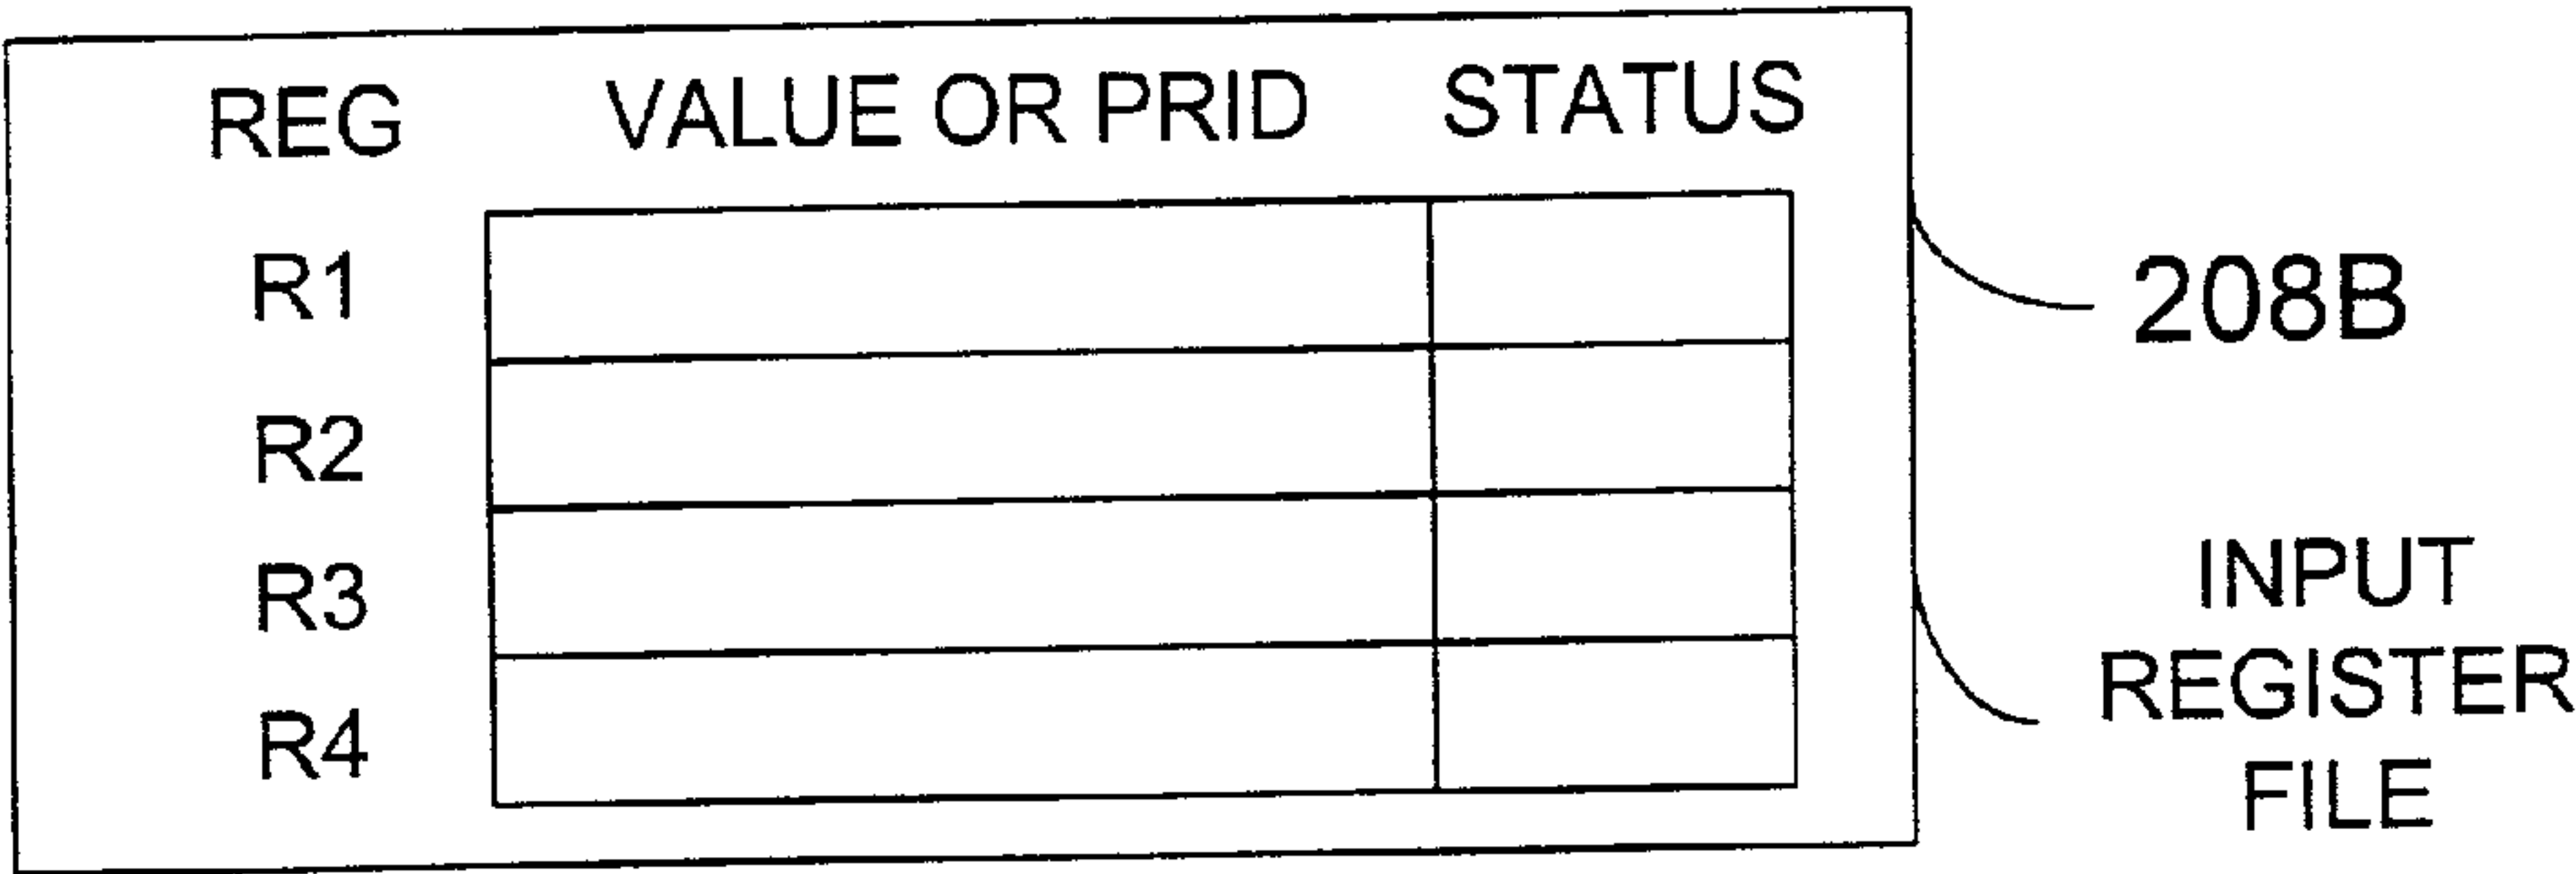 REG VALUE OR PRID STATUS
R1
R2
R3
R4
208B
INPUT
REGISTER
FILE